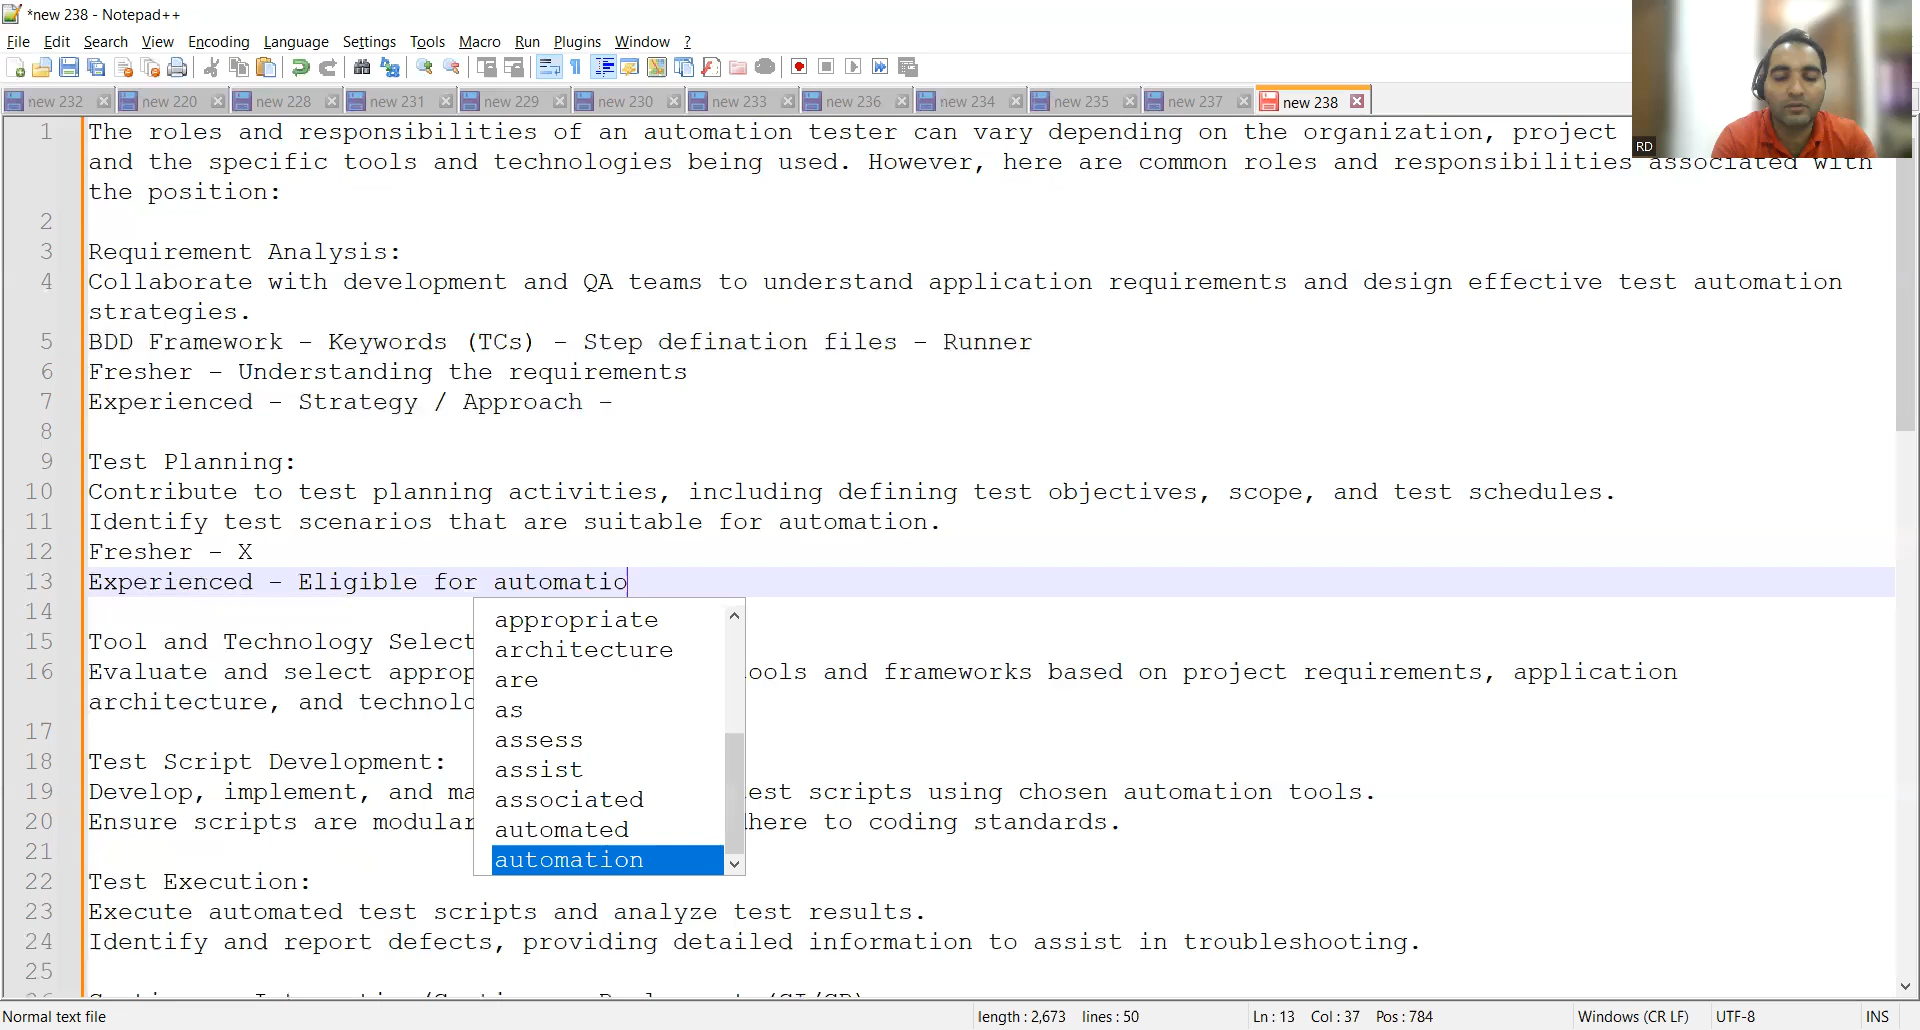 *new 238 - Notepad++
File Edit Search View Encoding Language Settings Tools Macro Run Plugins Window ?
new 232 new 220 new 228 new 231 new 229 new 230 new 233 new 236 new 234 new 235 new 237 new 238
RD
1 The roles and responsibilities of an automation tester can vary depending on the organization, project
and the specific tools and technologies being used. However, here are common roles and responsibilities associated with
the position:
2
3 Requirement Analysis:
4 Collaborate with development and QA teams to understand application requirements and design effective test automation
strategies.
5 BDD Framework - Keywords (TCs) - Step defination files - Runner
6 Fresher - Understanding the requirements
7 Experienced - Strategy / Approach -
8
9 Test Planning:
10 Contribute to test planning activities, including defining test objectives, scope, and test schedules.
11 Identify test scenarios that are suitable for automation.
12 Fresher - X
13 Experienced - Eligible for automatio
14
appropriate
architecture
are
as
assess
assist
associated
automated
automation
15 Tool and Technology Select
16 Evaluate and select approp ools and frameworks based on project requirements, application
architecture, and technolo
17
18 Test Script Development:
19 Develop, implement, and ma est scripts using chosen automation tools.
20 Ensure scripts are modular here to coding standards.
21
22 Test Execution:
23 Execute automated test scripts and analyze test results.
24 Identify and report defects, providing detailed information to assist in troubleshooting.
25
Normal text file length : 2,673 lines : 50 Ln : 13 Col : 37 Pos : 784 Windows (CR LF) UTF-8 INS